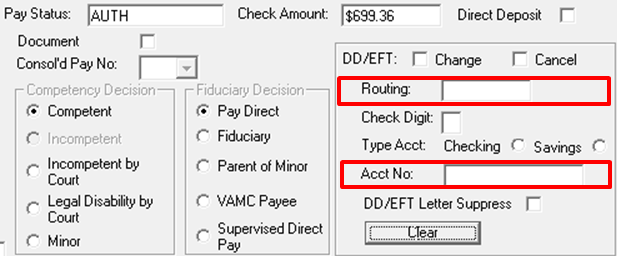 Pay Status: AUTH Check Amount: $699.36 Direct Deposit
Document
Consol'd Pay No:
Competency Decision
Competent
Incompetent
Incompetent by
Court
Legal Disability by
Court
Minor
Fiduciary Decision
Pay Direct
Fiduciary
Parent of Minor
VAMC Payee
Supervised Direct
Pay
DD/EFT: Change Cancel
Routing:
Check Digit:
Type Acct: Checking Savings
Acct No:
DD/EFT Letter Suppress
Clear